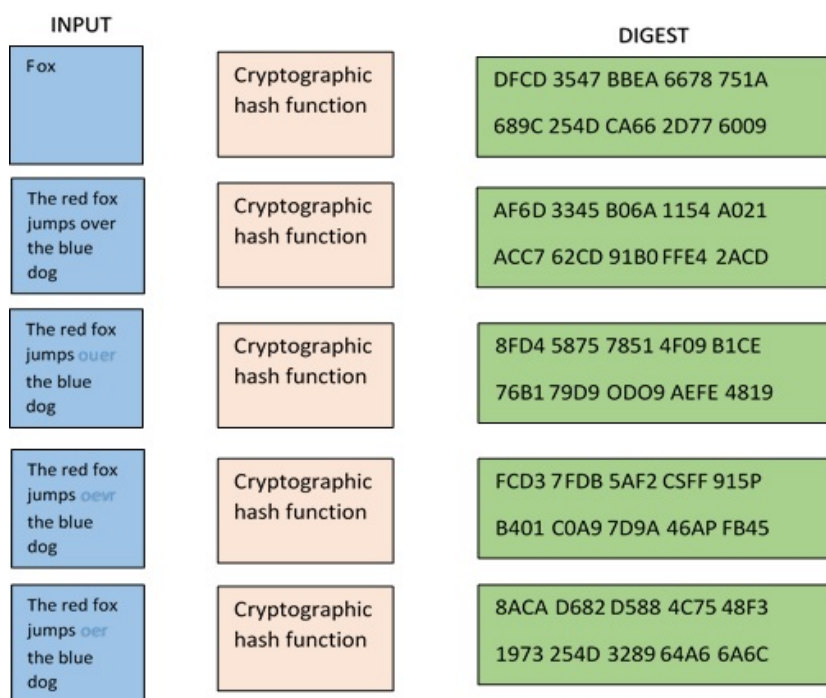 INPUT
DIGEST
Fox
Cryptographic
hash function
DFCD 3547 BBEA 6678 751A
689C 254D CA66 2D77 6009
The red fox
jumps over
the blue
dog
Cryptographic
hash function
AF6D 3345 B06A 1154 A021
ACC7 62CD 91B0 FFE4 2ACD
The red fox
jumps ouer
the blue
dog
Cryptographic
hash function
8FD4 5875 7851 4F09 B1CE
76B1 79D9 ODO9 AEFE 4819
The red fox
jumps oevr
the blue
dog
Cryptographic
hash function
FCD3 7FDB 5AF2 CSFF 915P
B401 C0A9 7D9A 46AP FB45
The red fox
jumps oer
the blue
dog
Cryptographic
hash function
8ACA D682 D588 4C75 48F3
1973 254D 3289 64A6 6A6C